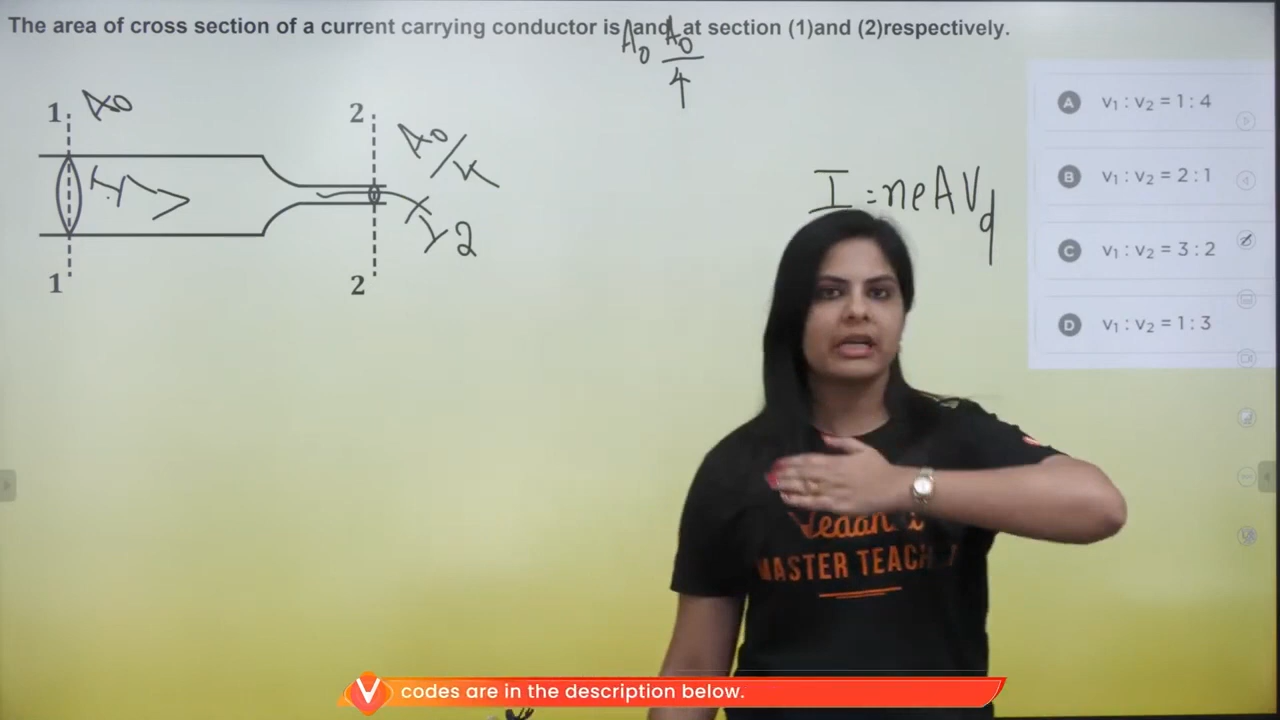 The area of cross section of a current carrying conductor is and at section (1)and (2)respectively.
A₀ A₀/4
1 A₀
2
A₀/4
I = neAVd
A v₁ : v₂ = 1 : 4
B v₁ : v₂ = 2 : 1
C v₁ : v₂ = 3 : 2
D v₁ : v₂ = 1 : 3
1
2
MASTER TEACHE
V codes are in the description below.